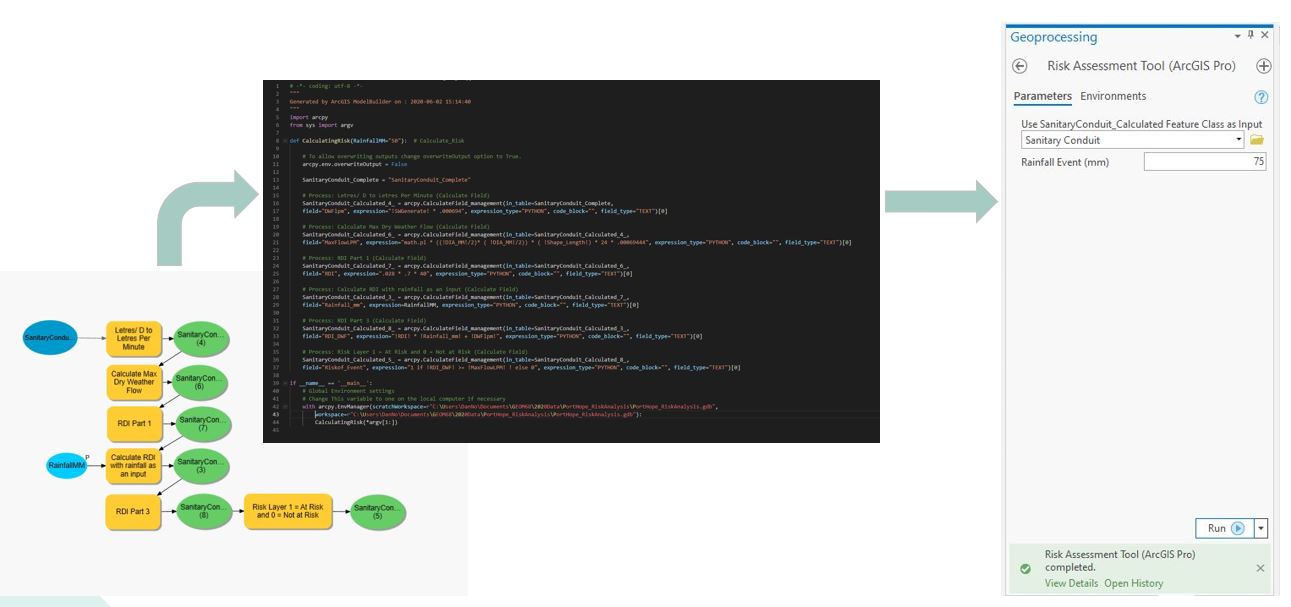 SanitaryCondu...
Letres/ D to
Letres Per
Minute
SanitaryCon...
(4)
Calculate Max
Dry Weather
Flow
SanitaryCon...
(6)
RDI Part 1
SanitaryCon...
(7)
RainfallMM
P
Calculate RDI
with rainfall as
an input
SanitaryCon...
(3)
RDI Part 3
SanitaryCon...
(8)
Risk Layer 1 = At Risk
and 0 = Not at Risk
SanitaryCon...
(5)
1 # -*- coding: utf-8 -*-
2 """
3 Generated by ArcGIS ModelBuilder on : 2020-06-02 15:14:40
4 """
5 import arcpy
6 from sys import argv
7
8 def CalculatingRisk(RainfallMM="50"): # Calculate_Risk
9
10 # To allow overwriting outputs change overwriteOutput option to True.
11 arcpy.env.overwriteOutput = False
12
13 SanitaryConduit_Complete = "SanitaryConduit_Complete"
14
15 # Process: Letres/ D to Letres Per Minute (Calculate Field)
16 SanitaryConduit_Calculated_4_ = arcpy.CalculateField_management(in_table=SanitaryConduit_Complete,
17 field="DWFlpm", expression="!SWGenerate! * .000694", expression_type="PYTHON", code_block="", field_type="TEXT")[0]
18
19 # Process: Calculate Max Dry Weather Flow (Calculate Field)
20 SanitaryConduit_Calculated_6_ = arcpy.CalculateField_management(in_table=SanitaryConduit_Calculated_4_,
21 field="MaxFlowLPM", expression="math.pi * ((!DIA_MM!/2)* ( !DIA_MM!/2)) * ( !Shape_Length!) * 24 * .00069444", expression_type="PYTHON", code_block="", field_type="TEXT")[0]
22
23 # Process: RDI Part 1 (Calculate Field)
24 SanitaryConduit_Calculated_7_ = arcpy.CalculateField_management(in_table=SanitaryConduit_Calculated_6_,
25 field="RDI", expression=".028 * .7 * 40", expression_type="PYTHON", code_block="", field_type="TEXT")[0]
26
27 # Process: Calculate RDI with rainfall as an input (Calculate Field)
28 SanitaryConduit_Calculated_3_ = arcpy.CalculateField_management(in_table=SanitaryConduit_Calculated_7_,
29 field="Rainfall_mm", expression=RainfallMM, expression_type="PYTHON", code_block="", field_type="TEXT")[0]
30
31 # Process: RDI Part 3 (Calculate Field)
32 SanitaryConduit_Calculated_8_ = arcpy.CalculateField_management(in_table=SanitaryConduit_Calculated_3_,
33 field="RDI_DWF", expression="!RDI! * !Rainfall_mm! + !DWFlpm!", expression_type="PYTHON", code_block="", field_type="TEXT")[0]
34
35 # Process: Risk Layer 1 = At Risk and 0 = Not at Risk (Calculate Field)
36 SanitaryConduit_Calculated_5_ = arcpy.CalculateField_management(in_table=SanitaryConduit_Calculated_8_,
37 field="Riskof_Event", expression="1 if !RDI_DWF! >= !MaxFlowLPM! ! else 0", expression_type="PYTHON", code_block="", field_type="TEXT")[0]
38
39 if __name__ == '__main__':
40 # Global Environment settings
41 # Change This variable to one on the local computer if necessary
42 with arcpy.EnvManager(scratchWorkspace=r"C:\Users\DanNo\Documents\GEOM68\2020Data\PortHope_RiskAnalysis\PortHope_RiskAnalysis.gdb",
43 workspace=r"C:\Users\DanNo\Documents\GEOM68\2020Data\PortHope_RiskAnalysis\PortHope_RiskAnalysis.gdb"):
44 CalculatingRisk(*argv[1:])
45
Geoprocessing
Risk Assessment Tool (ArcGIS Pro)
Parameters Environments
Use SanitaryConduit_Calculated Feature Class as Input
Sanitary Conduit
Rainfall Event (mm) 75
Run
Risk Assessment Tool (ArcGIS Pro)
completed.
View Details Open History